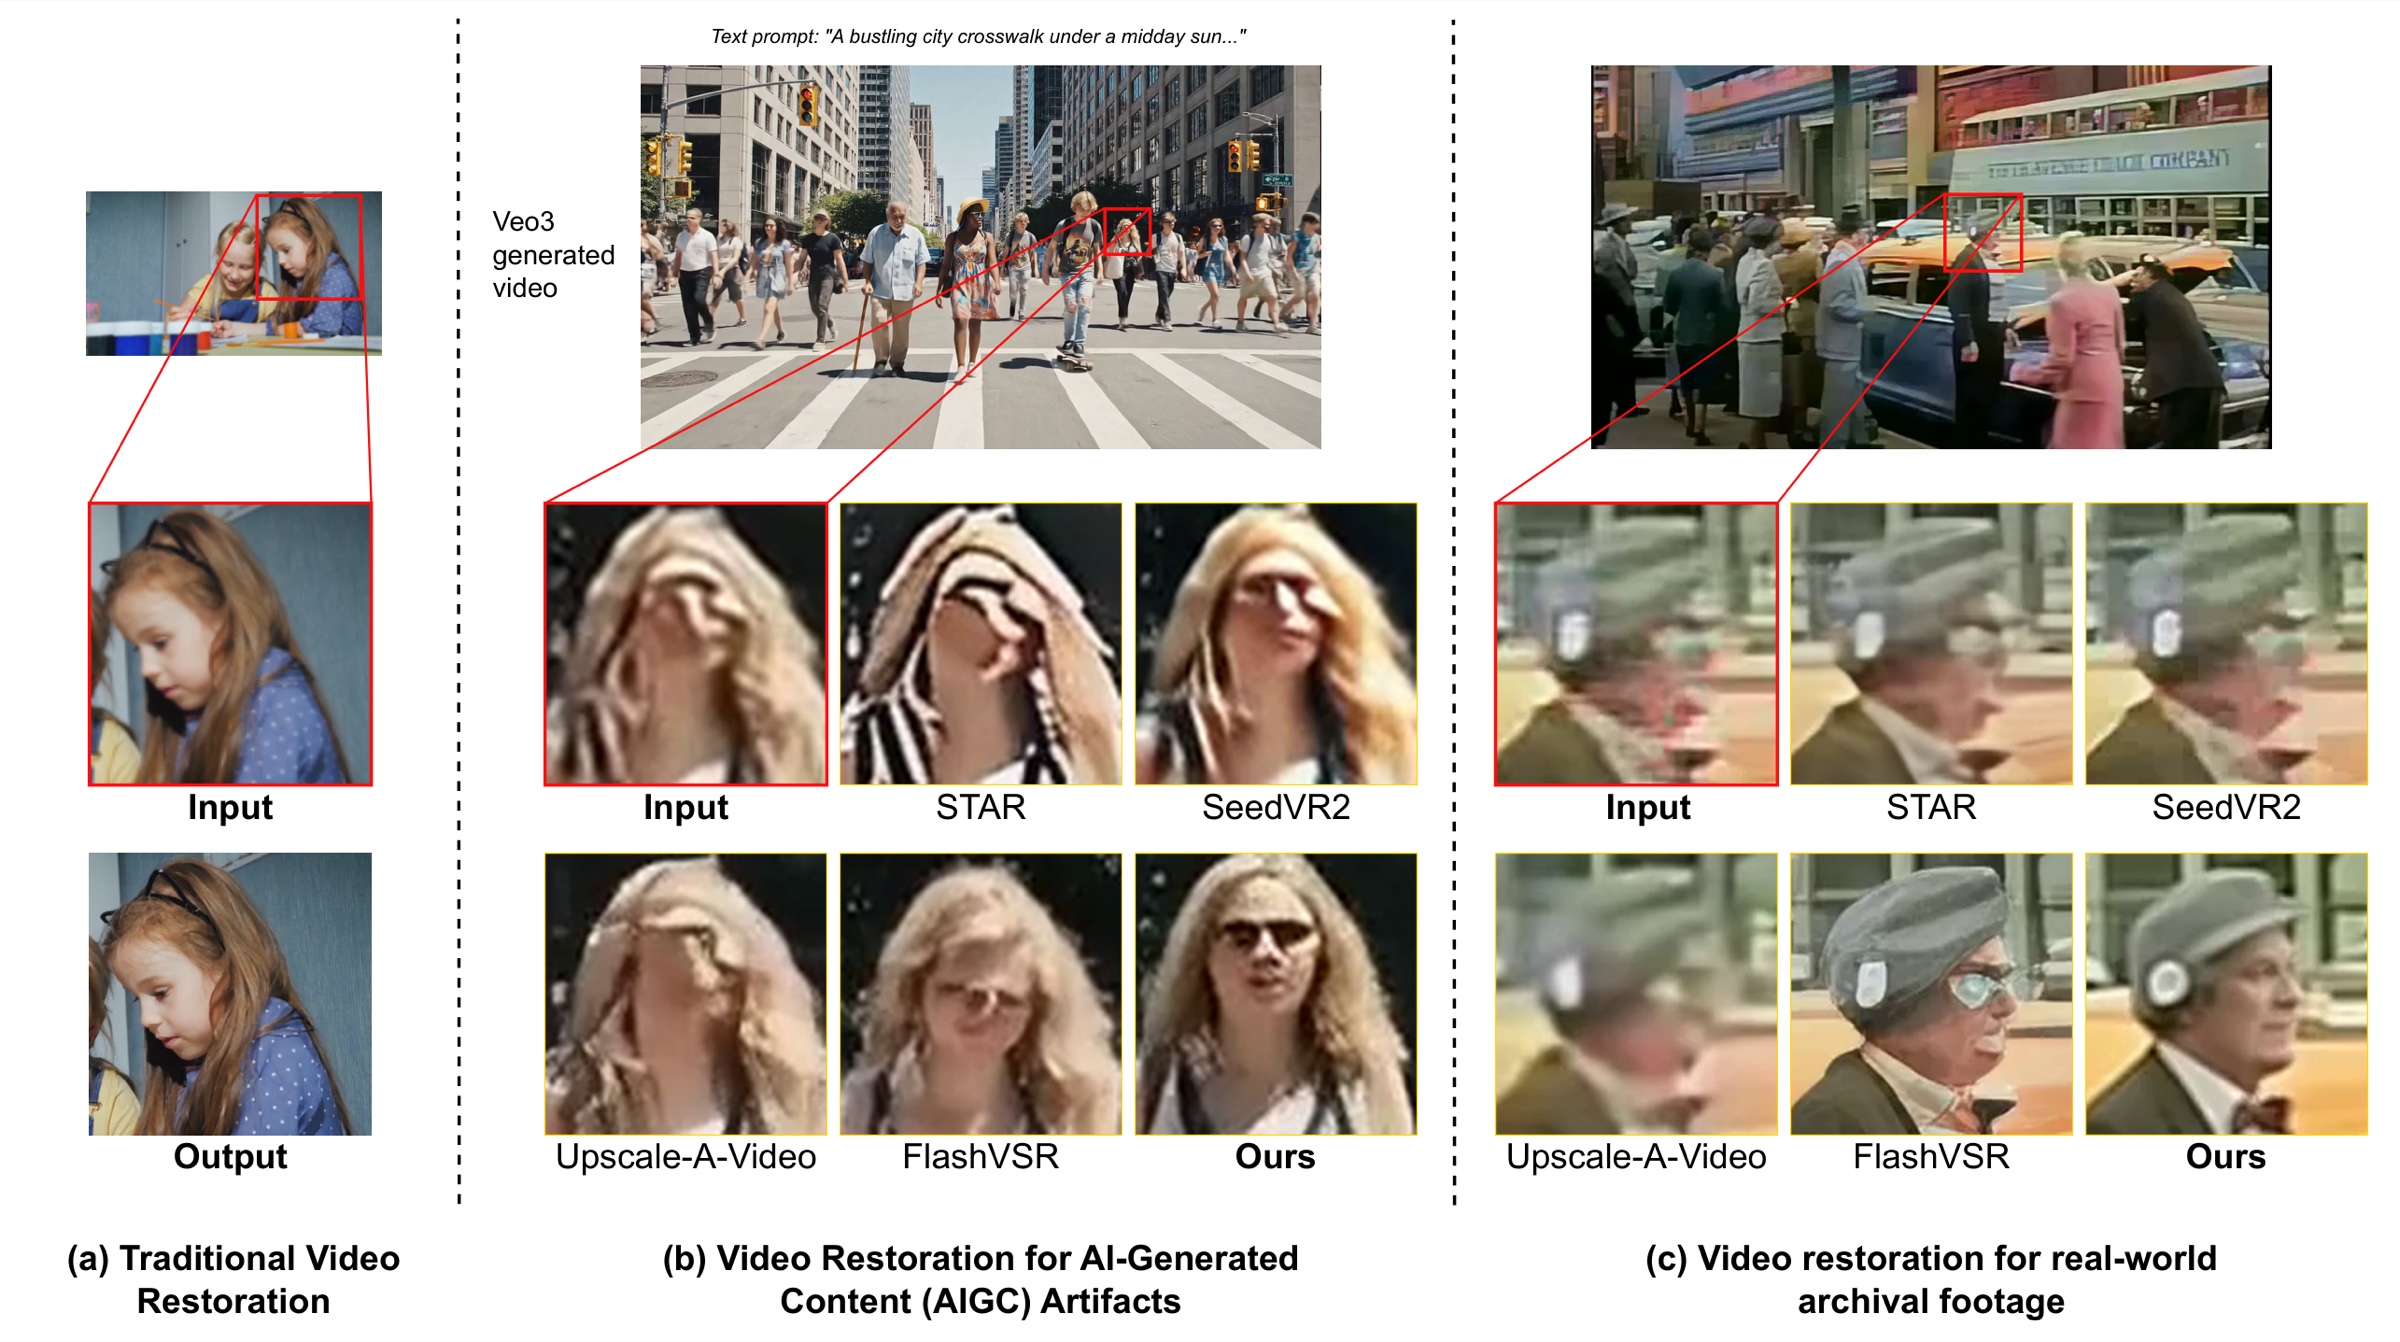 Text prompt: "A bustling city crosswalk under a midday sun..."
Veo3
generated
video
Input
Output
Input
STAR
SeedVR2
Upscale-A-Video
FlashVSR
Ours
Input
STAR
SeedVR2
Upscale-A-Video
FlashVSR
Ours
(a) Traditional Video
Restoration
(b) Video Restoration for AI-Generated
Content (AIGC) Artifacts
(c) Video restoration for real-world
archival footage